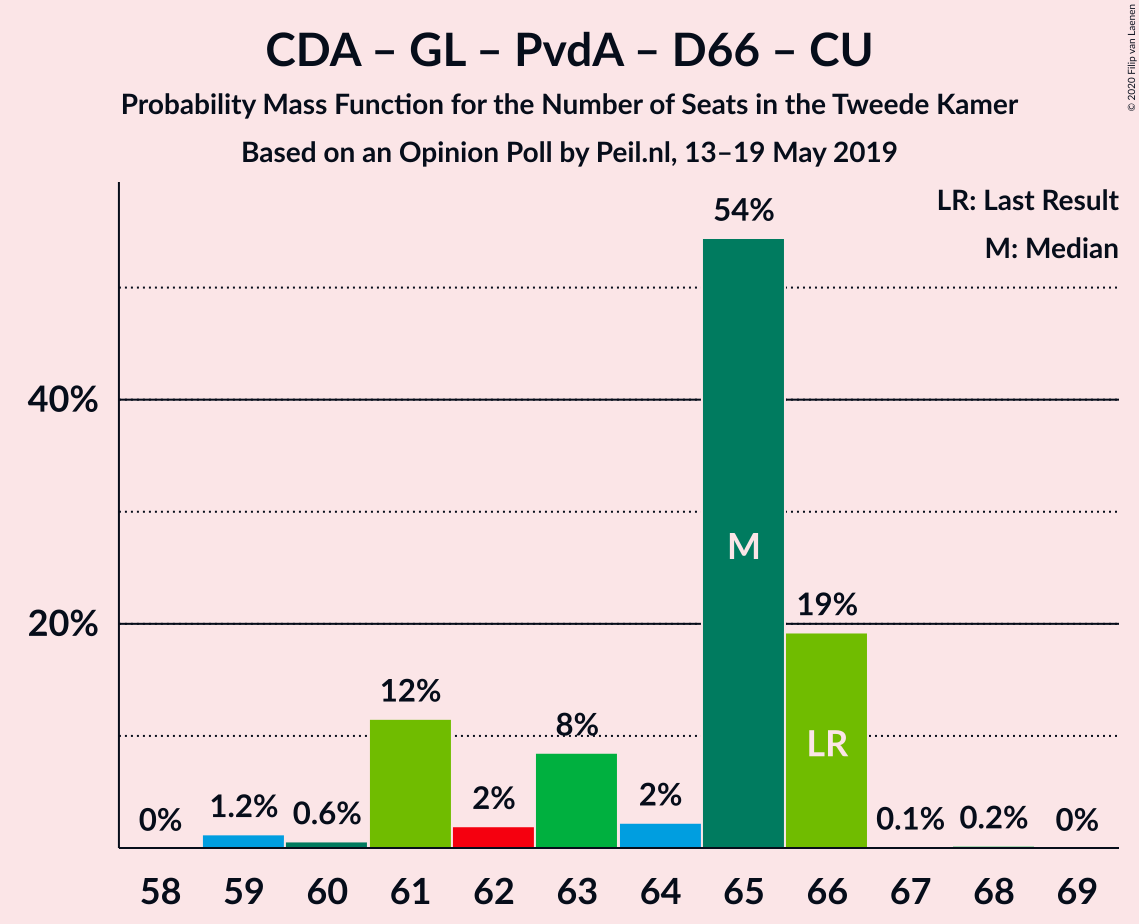 CDA – GL – PvdA – D66 – CU
Probability Mass Function for the Number of Seats in the Tweede Kamer
Based on an Opinion Poll by Peil.nl, 13–19 May 2019
© 2020 Filip van Laenen
LR: Last Result
M: Median
40%
20%
0%
1.2%
0.6%
12%
2%
8%
2%
54%
M
19%
LR
0.1%
0.2%
0%
58 59 60 61 62 63 64 65 66 67 68 69